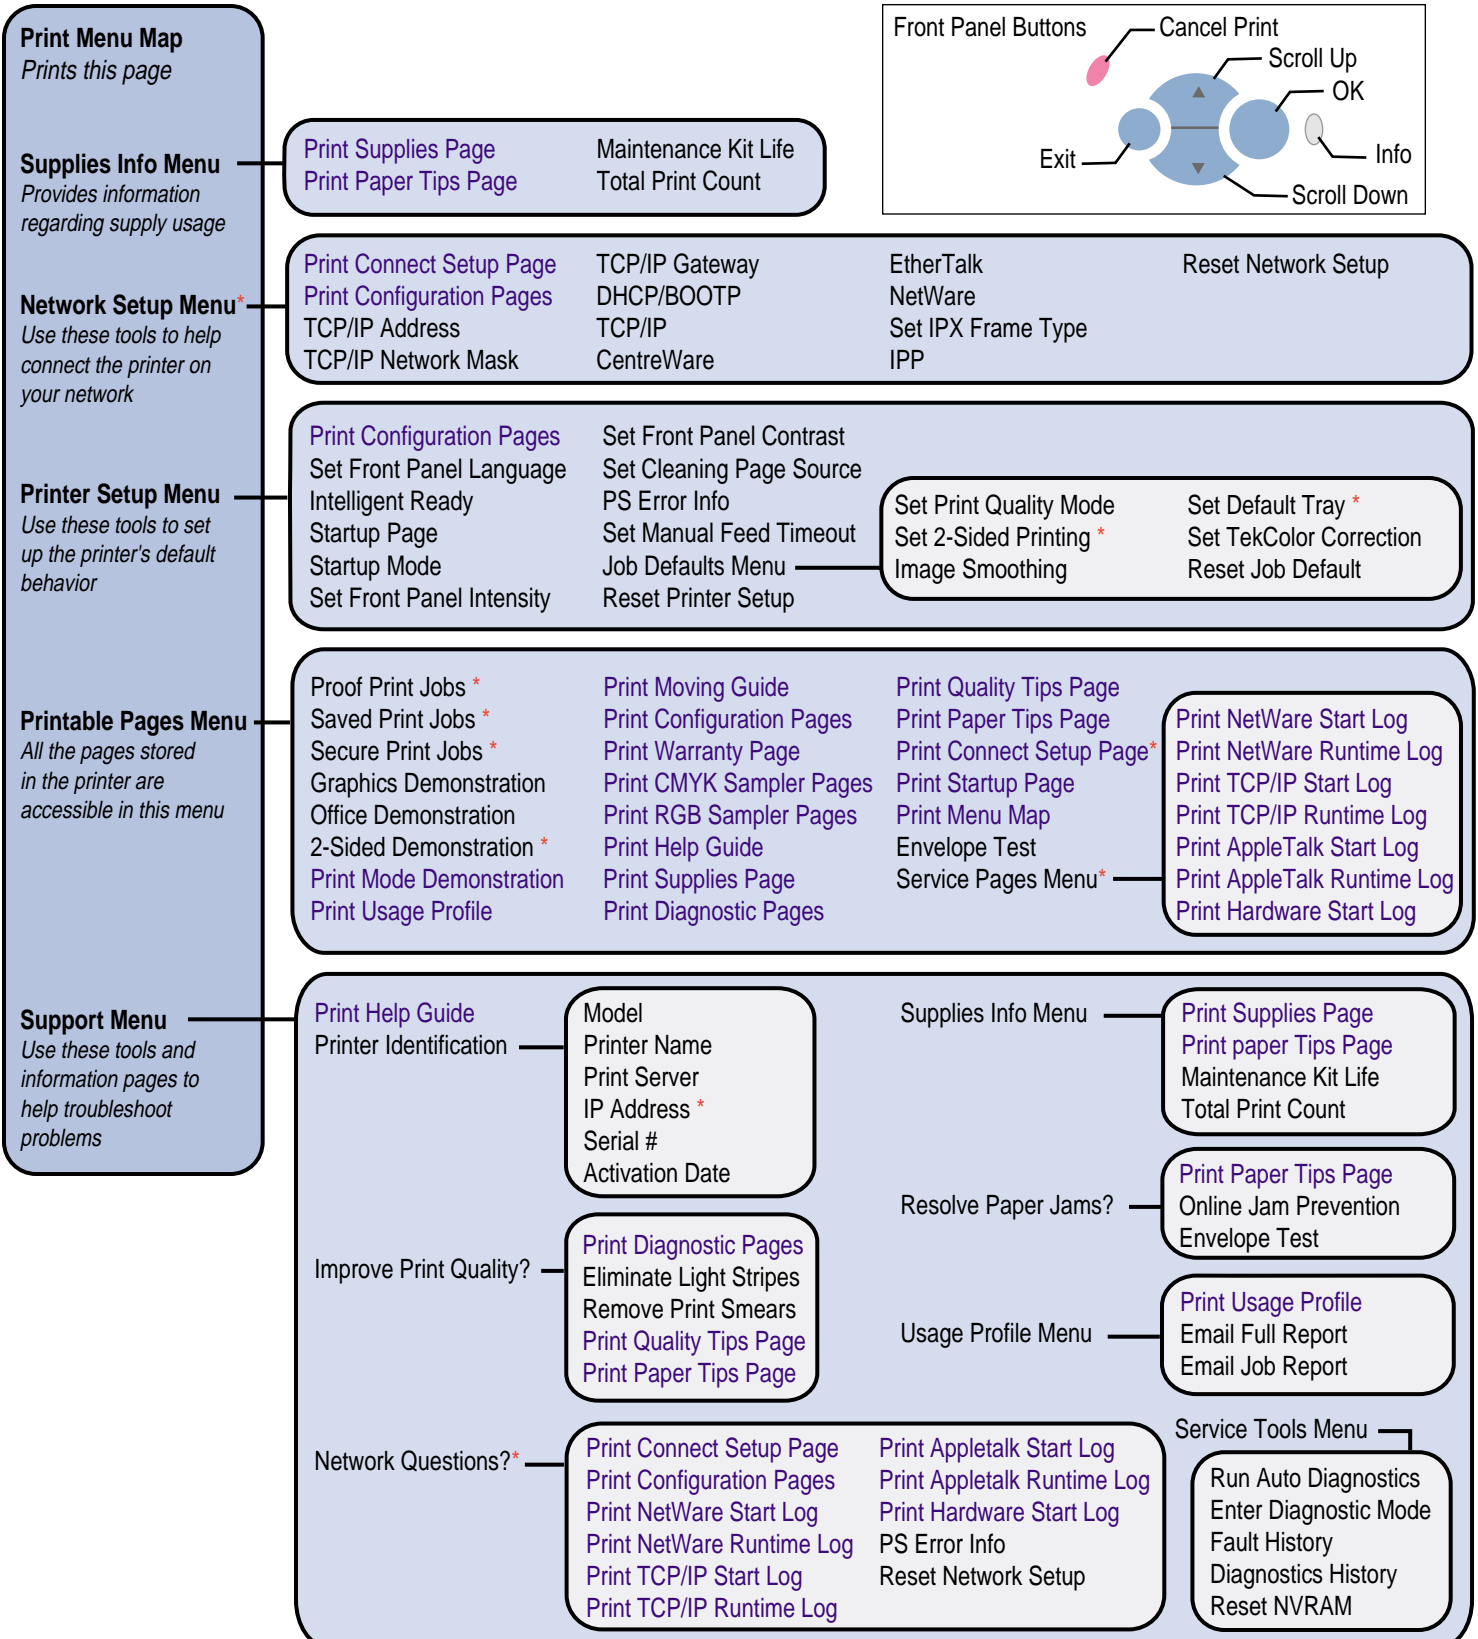 Print Menu Map
Prints this page
Front Panel Buttons
Cancel Print
Scroll Up
OK
Exit
Info
Scroll Down
Supplies Info Menu
Provides information
regarding supply usage
Print Supplies Page
Print Paper Tips Page
Maintenance Kit Life
Total Print Count
Network Setup Menu*
Use these tools to help
connect the printer on
your network
Print Connect Setup Page
Print Configuration Pages
TCP/IP Address
TCP/IP Network Mask
TCP/IP Gateway
DHCP/BOOTP
TCP/IP
CentreWare
EtherTalk
NetWare
Set IPX Frame Type
IPP
Reset Network Setup
Printer Setup Menu
Use these tools to set
up the printer's default
behavior
Print Configuration Pages
Set Front Panel Language
Intelligent Ready
Startup Page
Startup Mode
Set Front Panel Intensity
Set Front Panel Contrast
Set Cleaning Page Source
PS Error Info
Set Manual Feed Timeout
Job Defaults Menu
Reset Printer Setup
Set Print Quality Mode
Set 2-Sided Printing *
Image Smoothing
Set Default Tray *
Set TekColor Correction
Reset Job Default
Printable Pages Menu
All the pages stored
in the printer are
accessible in this menu
Proof Print Jobs *
Saved Print Jobs *
Secure Print Jobs *
Graphics Demonstration
Office Demonstration
2-Sided Demonstration *
Print Mode Demonstration
Print Usage Profile
Print Moving Guide
Print Configuration Pages
Print Warranty Page
Print CMYK Sampler Pages
Print RGB Sampler Pages
Print Help Guide
Print Supplies Page
Print Diagnostic Pages
Print Quality Tips Page
Print Paper Tips Page
Print Connect Setup Page*
Print Startup Page
Print Menu Map
Envelope Test
Service Pages Menu*
Print NetWare Start Log
Print NetWare Runtime Log
Print TCP/IP Start Log
Print TCP/IP Runtime Log
Print AppleTalk Start Log
Print AppleTalk Runtime Log
Print Hardware Start Log
Support Menu
Use these tools and
information pages to
help troubleshoot
problems
Print Help Guide
Printer Identification
Model
Printer Name
Print Server
IP Address *
Serial #
Activation Date
Improve Print Quality?
Print Diagnostic Pages
Eliminate Light Stripes
Remove Print Smears
Print Quality Tips Page
Print Paper Tips Page
Network Questions?*
Print Connect Setup Page
Print Configuration Pages
Print NetWare Start Log
Print NetWare Runtime Log
Print TCP/IP Start Log
Print TCP/IP Runtime Log
Print Appletalk Start Log
Print Appletalk Runtime Log
Print Hardware Start Log
PS Error Info
Reset Network Setup
Supplies Info Menu
Print Supplies Page
Print paper Tips Page
Maintenance Kit Life
Total Print Count
Resolve Paper Jams?
Print Paper Tips Page
Online Jam Prevention
Envelope Test
Usage Profile Menu
Print Usage Profile
Email Full Report
Email Job Report
Service Tools Menu
Run Auto Diagnostics
Enter Diagnostic Mode
Fault History
Diagnostics History
Reset NVRAM